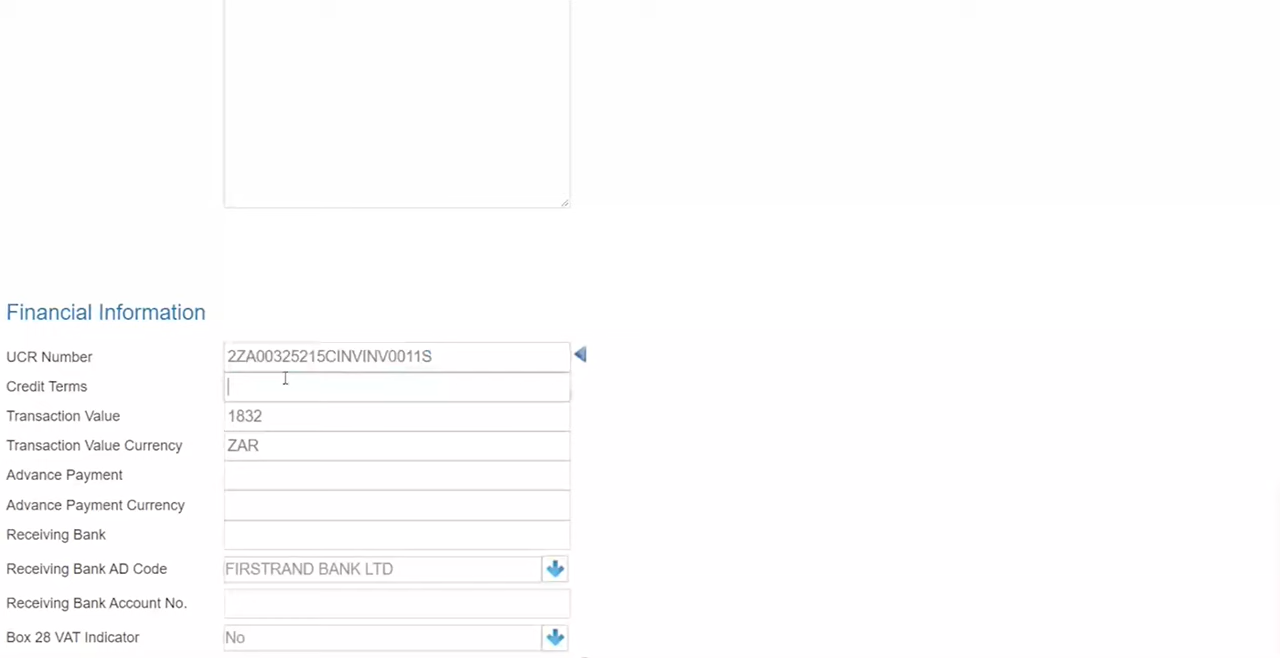 Financial Information
UCR Number 2ZA00325215CINVINV0011S
Credit Terms
Transaction Value 1832
Transaction Value Currency ZAR
Advance Payment
Advance Payment Currency
Receiving Bank
Receiving Bank AD Code FIRSTRAND BANK LTD
Receiving Bank Account No.
Box 28 VAT Indicator No